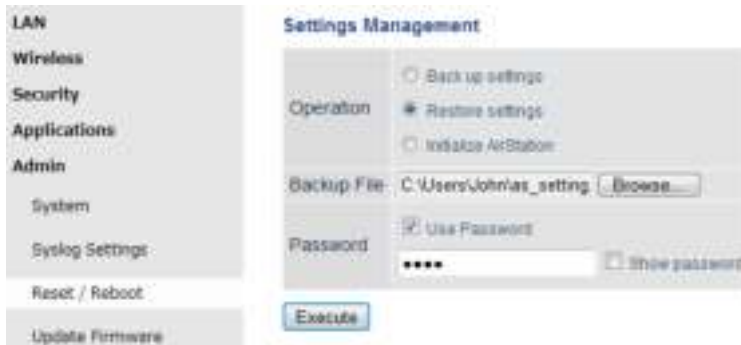 LAN
Wireless
Security
Applications
Admin
System
Syslog Settings
Reset / Reboot
Update Firmware
Settings Management
Operation
Back up settings
Restore settings
Initialize AirStation
Backup File
C:\Users\John\as_setting
Browse...
Password
Use Password
••••
Show password
Execute